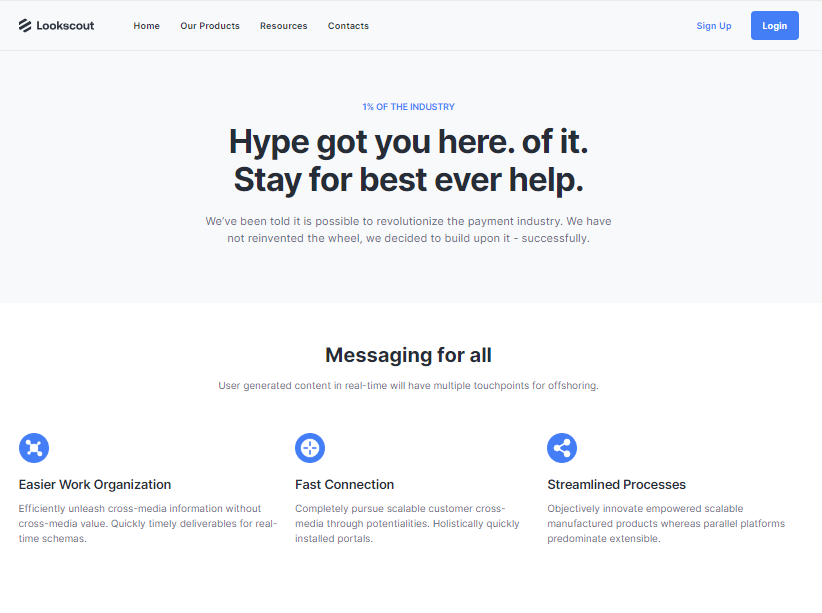 Lookscout Home Our Products Resources Contacts Sign Up Login
1% OF THE INDUSTRY
Hype got you here. of it.
Stay for best ever help.
We’ve been told it is possible to revolutionize the payment industry. We have
not reinvented the wheel, we decided to build upon it - successfully.
Messaging for all
User generated content in real-time will have multiple touchpoints for offshoring.
Easier Work Organization
Efficiently unleash cross-media information without
cross-media value. Quickly timely deliverables for real-
time schemas.
Fast Connection
Completely pursue scalable customer cross-
media through potentialities. Holistically quickly
installed portals.
Streamlined Processes
Objectively innovate empowered scalable
manufactured products whereas parallel platforms
predominate extensible.